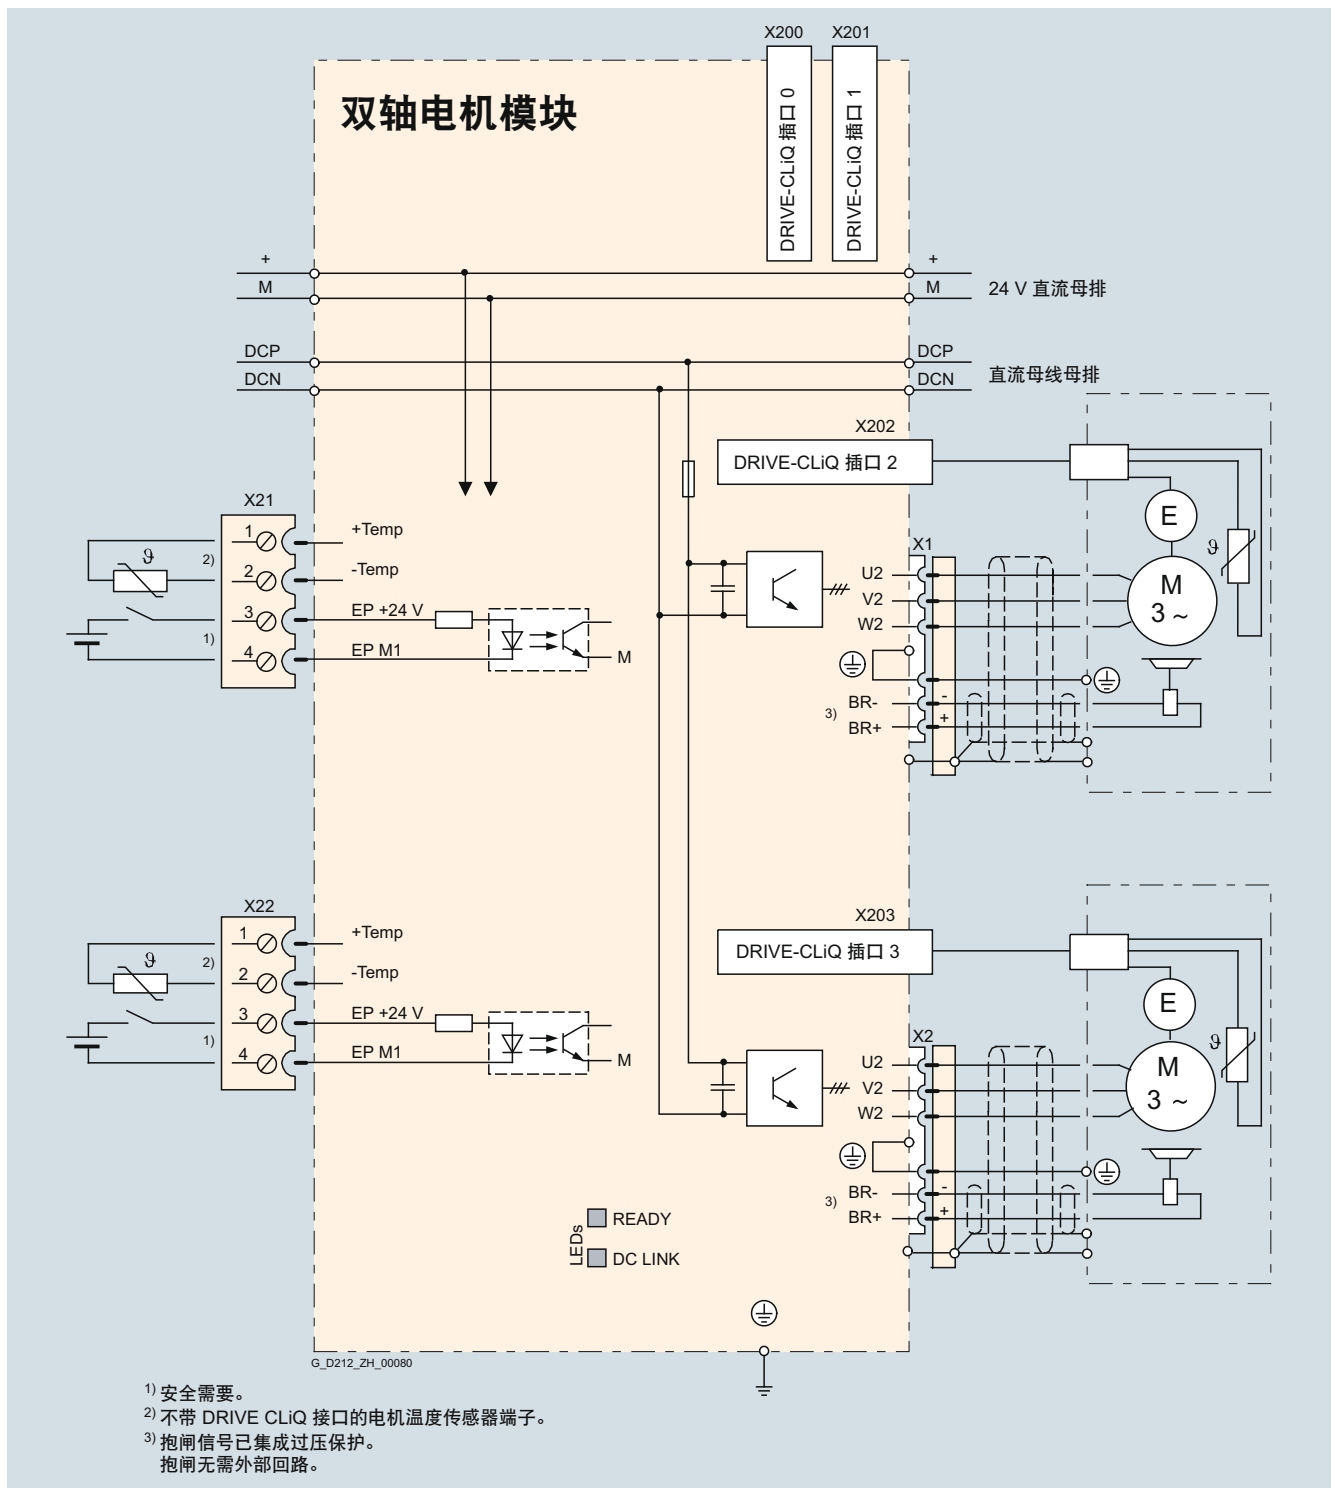 X200 X201
双轴电机模块
DRIVE-CLiQ 插口 0
DRIVE-CLiQ 插口 1
+ +
M M 24 V 直流母排
DCP DCP
DCN DCN 直流母线母排
X202
DRIVE-CLiQ 插口 2
X21
1 +Temp
ϑ 2)
2 -Temp
3 EP +24 V
1)
4 EP M1
M
X1
U2
V2
W2
3) BR- -
BR+ +
E
ϑ
M
3 ~
X203
DRIVE-CLiQ 插口 3
X22
1 +Temp
ϑ 2)
2 -Temp
3 EP +24 V
1)
4 EP M1
M
X2
U2
V2
W2
3) BR- -
BR+ +
E
ϑ
M
3 ~
LEDs
READY
DC LINK
G_D212_ZH_00080
1) 安全需要。
2) 不带 DRIVE CLiQ 接口的电机温度传感器端子。
3) 抱闸信号已集成过压保护。
抱闸无需外部回路。